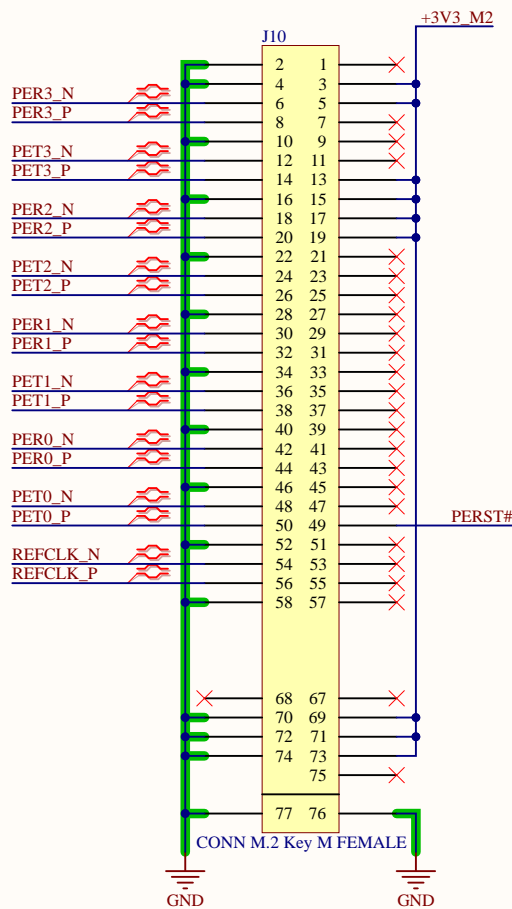 +3V3_M2
J10
2 1
4 3
PER3_N 6 5
PER3_P 8 7
10 9
PET3_N 12 11
PET3_P 14 13
16 15
PER2_N 18 17
PER2_P 20 19
22 21
PET2_N 24 23
PET2_P 26 25
28 27
PER1_N 30 29
PER1_P 32 31
34 33
PET1_N 36 35
PET1_P 38 37
40 39
PER0_N 42 41
PER0_P 44 43
46 45
PET0_N 48 47
PET0_P 50 49 PERST#
52 51
REFCLK_N 54 53
REFCLK_P 56 55
58 57
68 67
70 69
72 71
74 73
75
77 76
CONN M.2 Key M FEMALE
GND GND